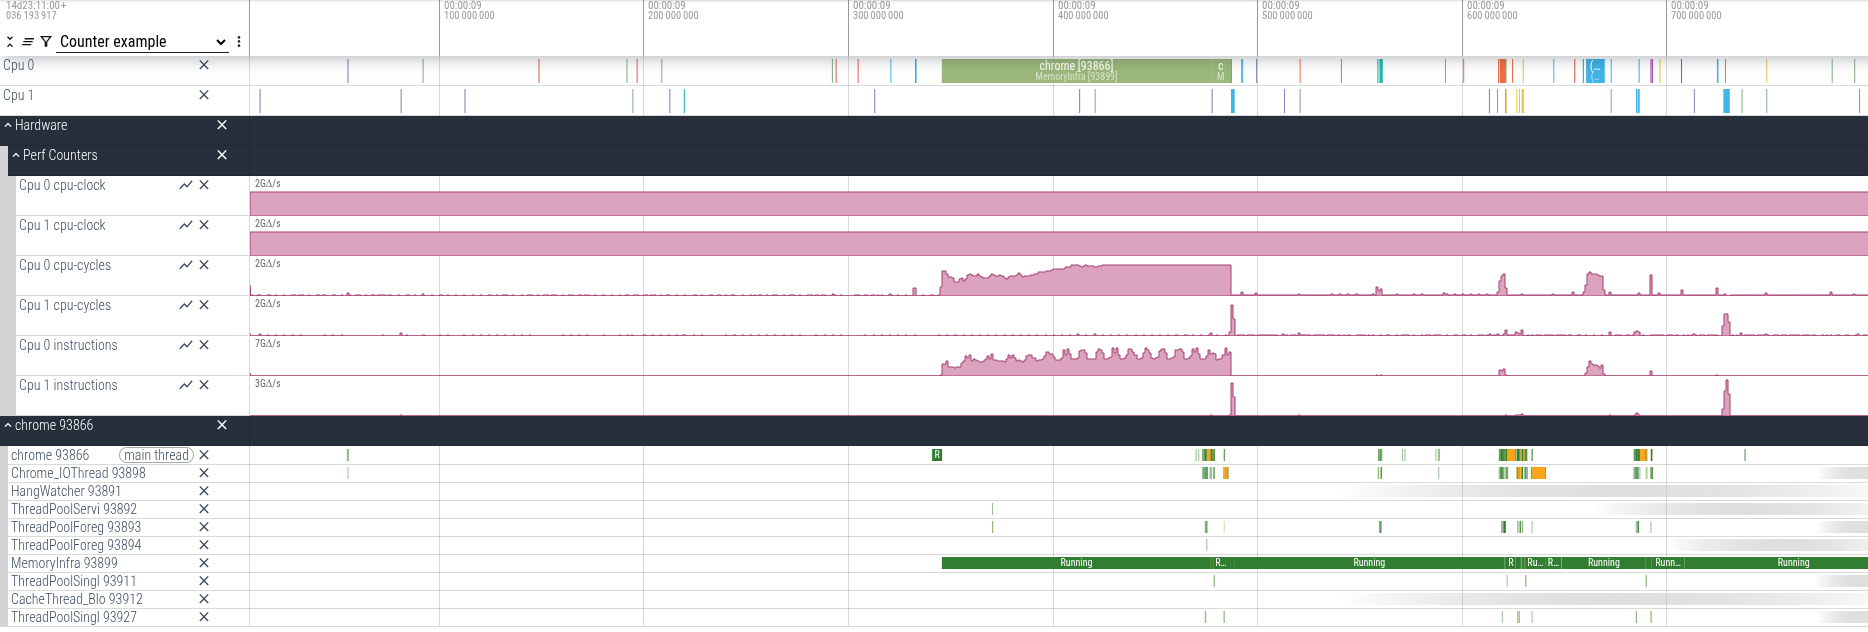 14d23:11:00+
036 193 917
00:00:09
100 000 000
00:00:09
200 000 000
00:00:09
300 000 000
00:00:09
400 000 000
00:00:09
500 000 000
00:00:09
600 000 000
00:00:09
700 000 000
Counter example
Cpu 0
chrome [93866]
MemoryInfra [93899]
c
M
(...
(...
Cpu 1
Hardware
Perf Counters
Cpu 0 cpu-clock
2GΔ/s
Cpu 1 cpu-clock
2GΔ/s
Cpu 0 cpu-cycles
2GΔ/s
Cpu 1 cpu-cycles
2GΔ/s
Cpu 0 instructions
7GΔ/s
Cpu 1 instructions
3GΔ/s
chrome 93866
chrome 93866 main thread R
Chrome_IOThread 93898
HangWatcher 93891
ThreadPoolServi 93892
ThreadPoolForeg 93893
ThreadPoolForeg 93894
MemoryInfra 93899 Running R... Running R Ru... R... Running Runn... Running
ThreadPoolSingl 93911
CacheThread_Blo 93912
ThreadPoolSingl 93927